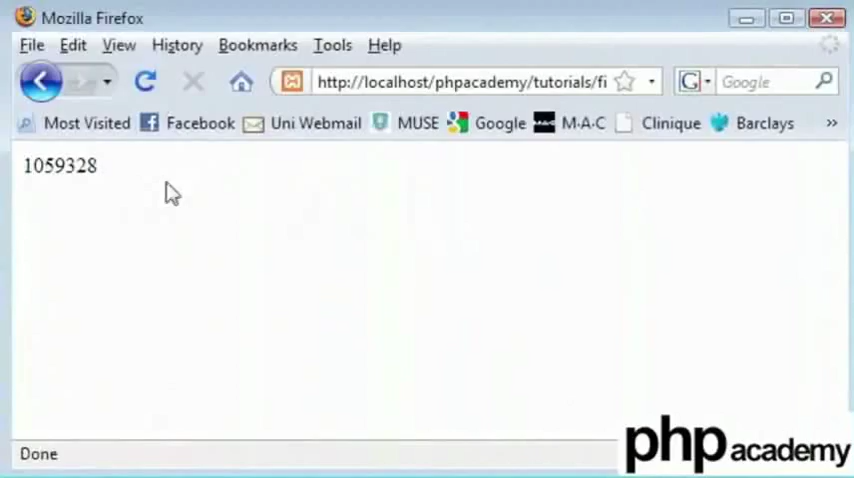 Mozilla Firefox
File Edit View History Bookmarks Tools Help
http://localhost/phpacademy/tutorials/fi G Google
Most Visited Facebook Uni Webmail MUSE Google M·A·C Clinique Barclays »
1059328
Done
php academy